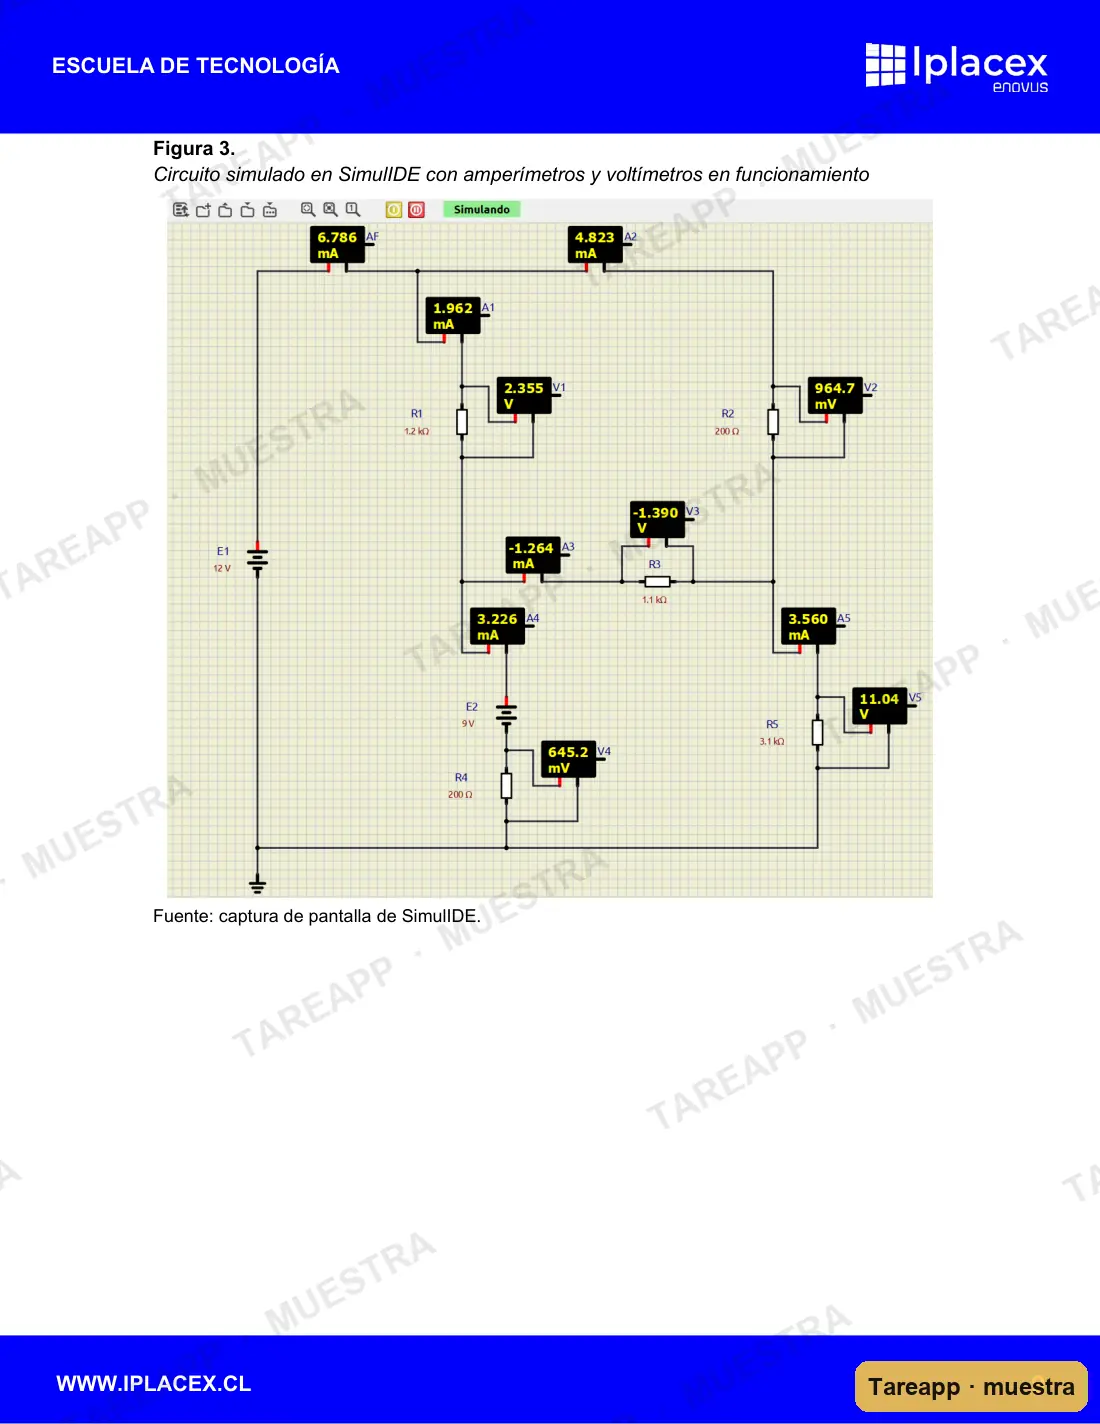 ESCUELA DE TECNOLOGÍA
Iplacex
enovus
Figura 3.
Circuito simulado en SimulIDE con amperímetros y voltímetros en funcionamiento
Simulando
6.786 mA AF
4.823 mA A2
1.962 mA A1
2.355 V V1
964.7 mV V2
R1
1.2 kΩ
R2
200 Ω
-1.390 V V3
-1.264 mA A3
E1
12 V
R3
1.1 kΩ
3.226 mA A4
3.560 mA A5
E2
9 V
11.04 V V5
R5
3.1 kΩ
645.2 mV V4
R4
200 Ω
Fuente: captura de pantalla de SimulIDE.
TAREAPP · MUESTRA
WWW.IPLACEX.CL
Tareapp · muestra